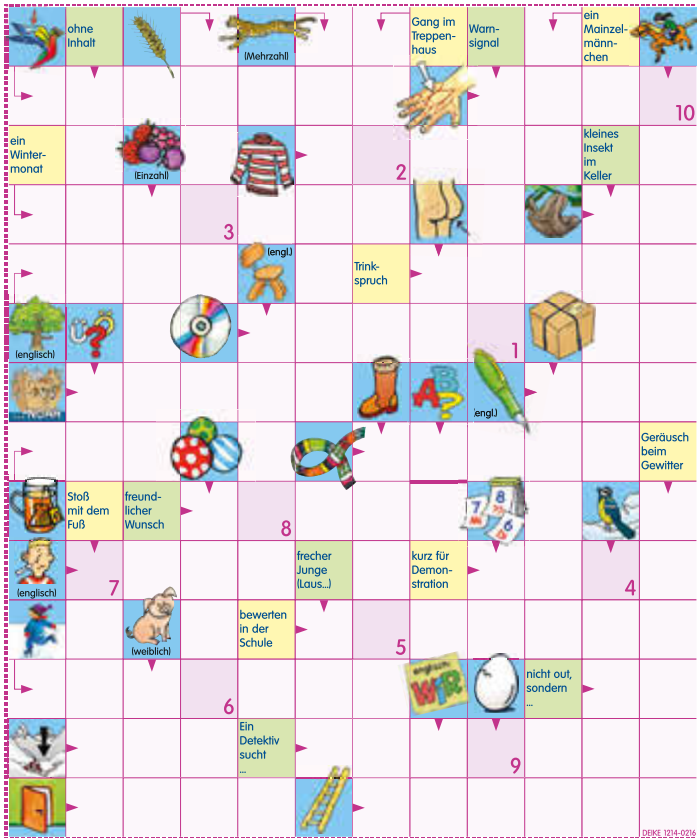 ohne
Inhalt
(Mehrzahl)
Gang im
Treppen-
haus
Warn-
signal
ein
Mainzel-
männ-
chen
10
ein
Winter-
monat
(Einzahl)
2
kleines
Insekt
im
Keller
3
(engl.)
Trink-
spruch
(englisch)
Ü?
1
A B
?
(engl.)
Geräusch
beim
Gewitter
Stoß
mit dem
Fuß
freund-
licher
Wunsch
8
7
8
6
(englisch)
7
frecher
Junge
(Laus...)
kurz für
Demon-
stration
4
(weiblich)
bewerten
in der
Schule
5
6
englisch:
WiR
nicht out,
sondern
...
Ein
Detektiv
sucht
...
9
DEIKE 1214-0216